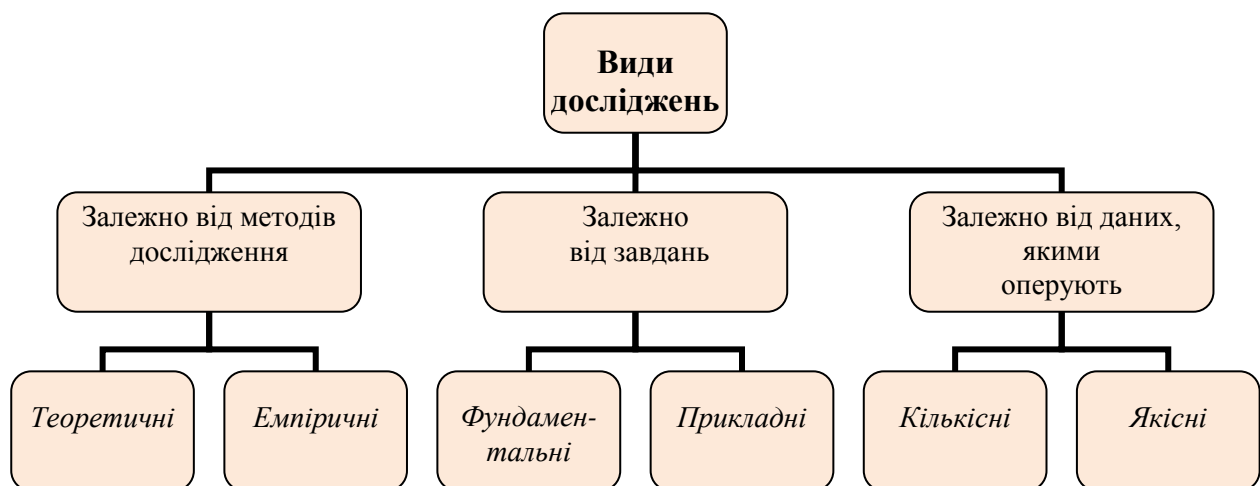 Види
досліджень
Залежно від методів
дослідження
Залежно
від завдань
Залежно від даних,
якими
оперують
Теоретичні
Емпіричні
Фундамен-
тальні
Прикладні
Кількісні
Якісні